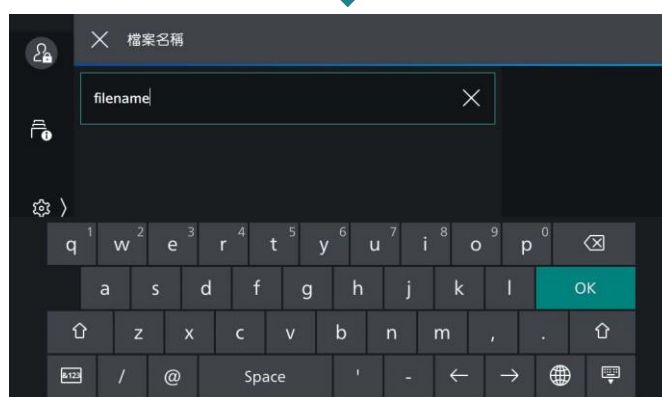 檔案名稱
filename
q 1 w 2 e 3 r 4 t 5 y 6 u 7 i 8 o 9 p 0
a s d f g h j k l OK
z x c v b n m , .
&123 / @ Space ' -